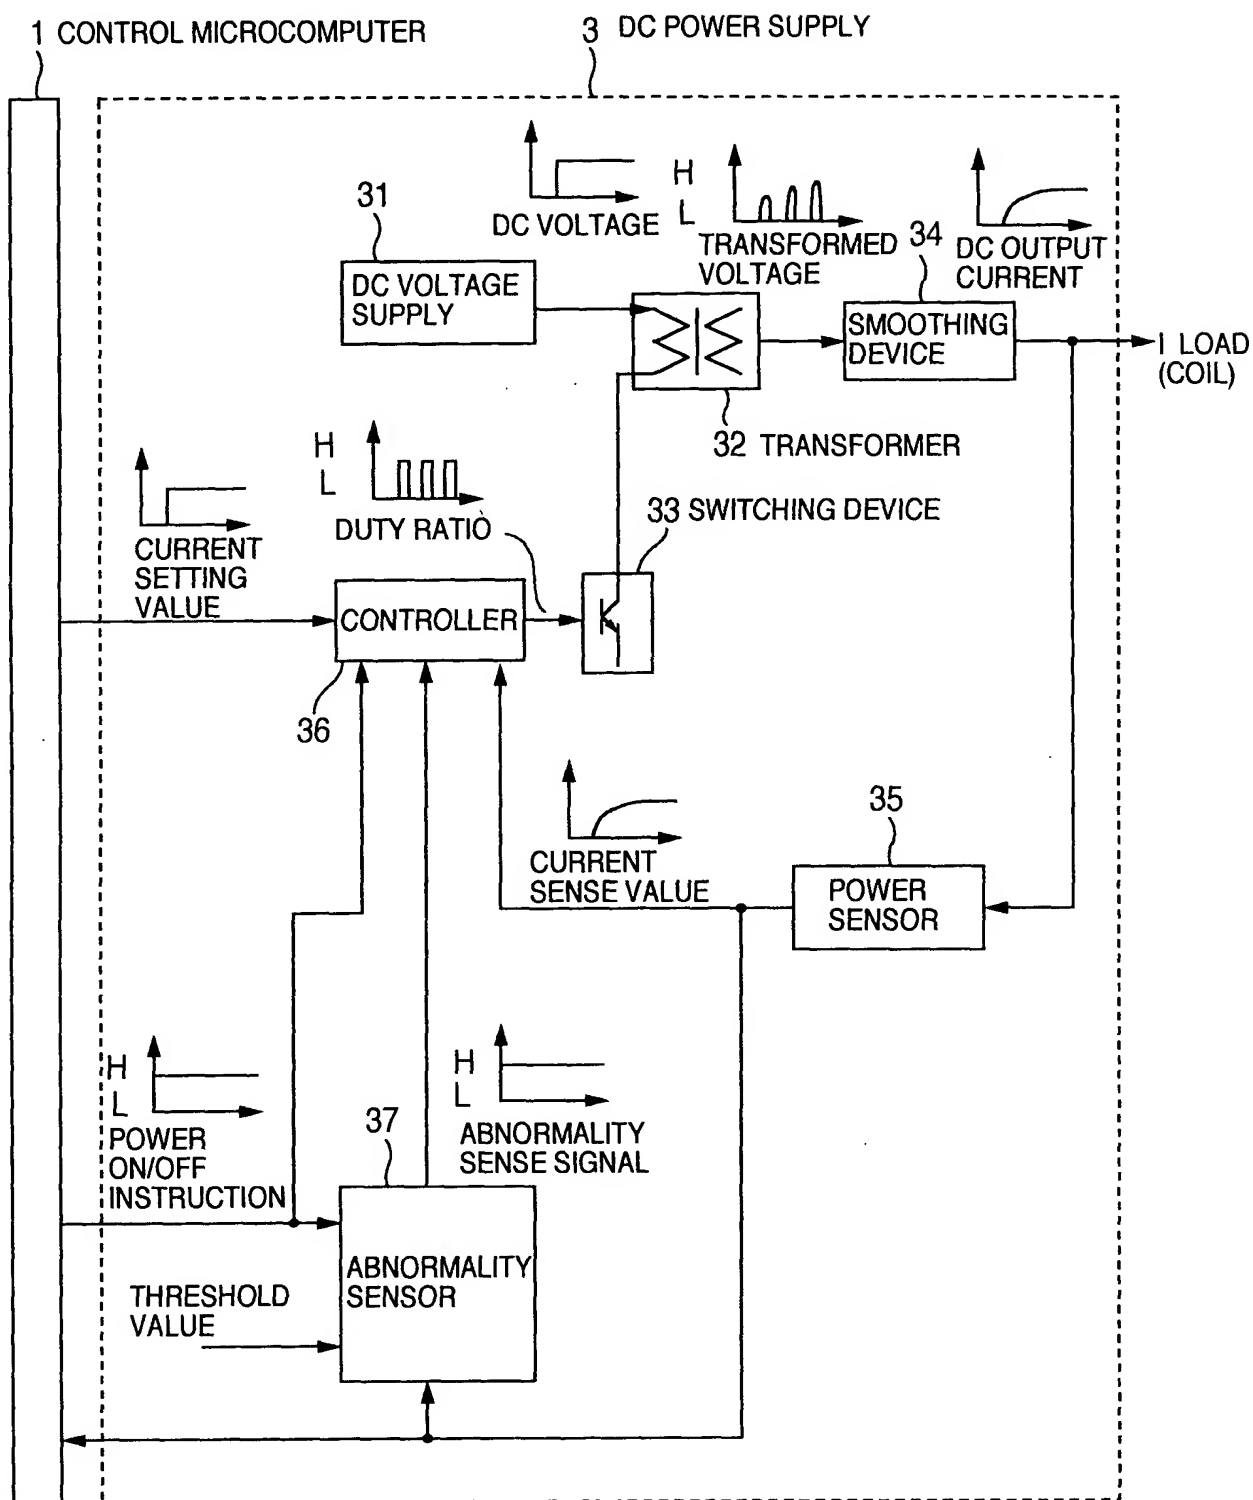 1 CONTROL MICROCOMPUTER
3 DC POWER SUPPLY
31
DC VOLTAGE
SUPPLY
DC VOLTAGE
H
L
TRANSFORMED
VOLTAGE
34
DC OUTPUT
CURRENT
SMOOTHING
DEVICE
I LOAD
(COIL)
32 TRANSFORMER
H
L
DUTY RATIO
33 SWITCHING DEVICE
CURRENT
SETTING
VALUE
CONTROLLER
36
CURRENT
SENSE VALUE
35
POWER
SENSOR
H
L
POWER
ON/OFF
INSTRUCTION
H
L
ABNORMALITY
SENSE SIGNAL
37
ABNORMALITY
SENSOR
THRESHOLD
VALUE